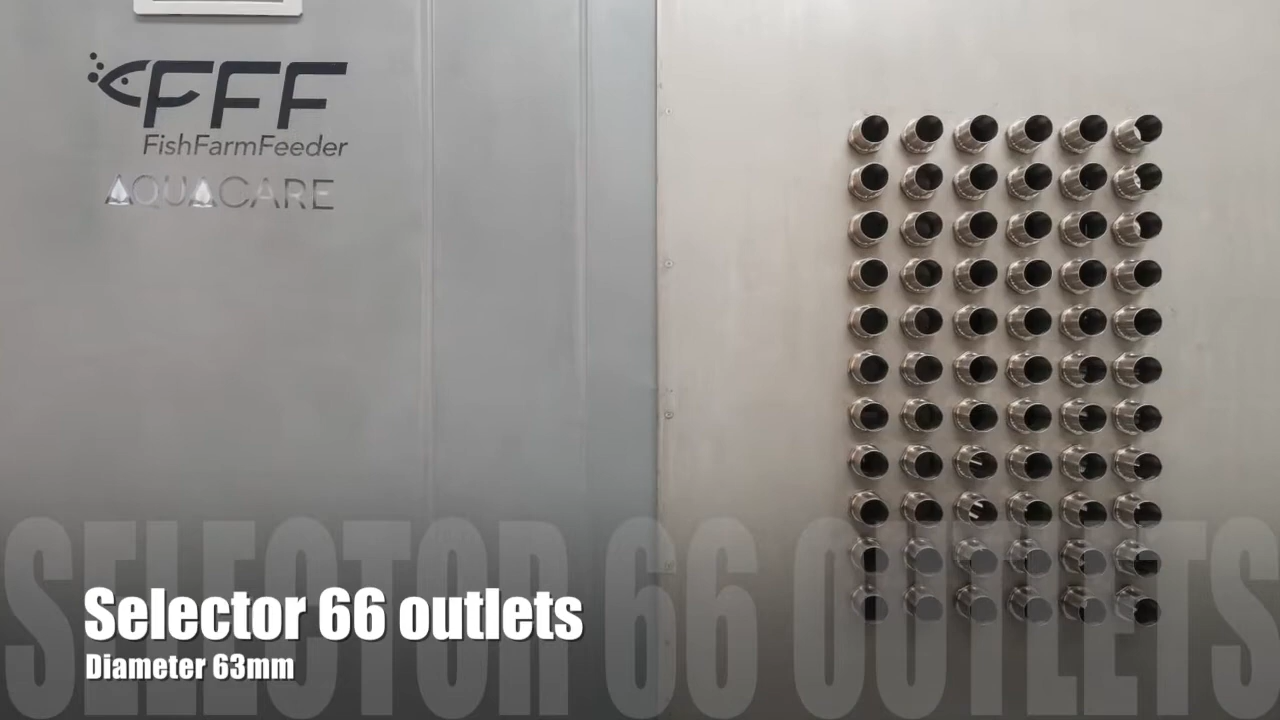 FFF
FishFarmFeeder
AQUACARE
SELECTOR 66 OUTLETS
Selector 66 outlets
Diameter 63mm